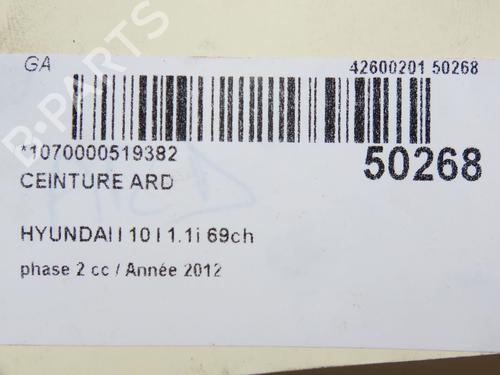 GA
42600201 50268
*1070000519382
50268
CEINTURE ARD
HYUNDAI I 10 I 1.1i 69ch
phase 2 cc / Année 2012
B-PARTS